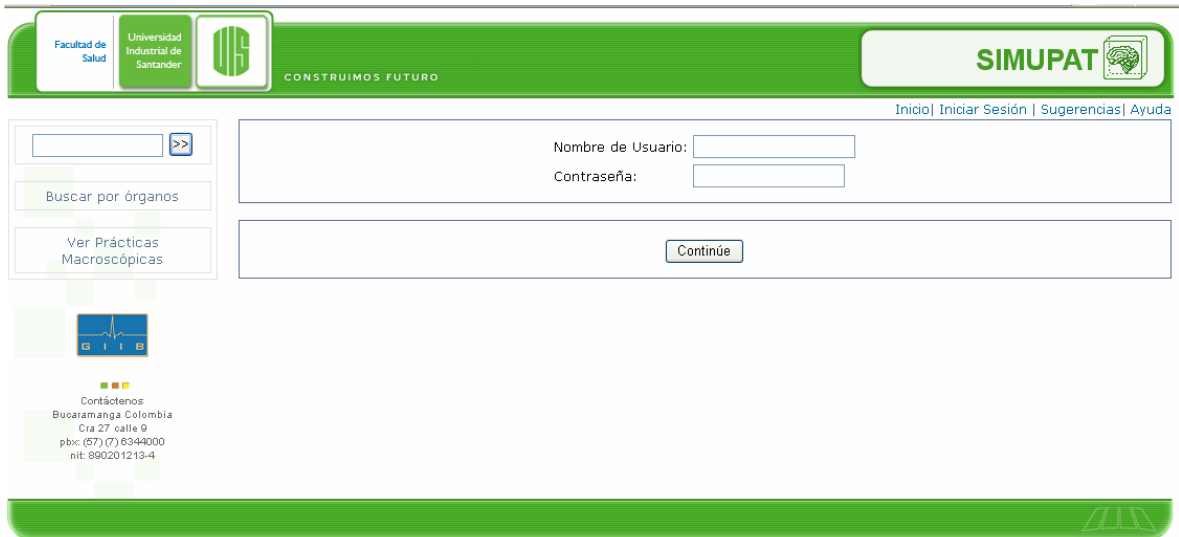 Facultad de
Salud
Universidad
Industrial de
Santander
UIS
CONSTRUIMOS FUTURO
SIMUPAT
Inicio| Iniciar Sesión | Sugerencias| Ayuda
>>
Nombre de Usuario:
Contraseña:
Buscar por órganos
Ver Prácticas
Macroscópicas
Continúe
G I I B
Contáctenos
Bucaramanga Colombia
Cra 27 calle 9
pbx: (57) (7) 6344000
nit: 890201213-4